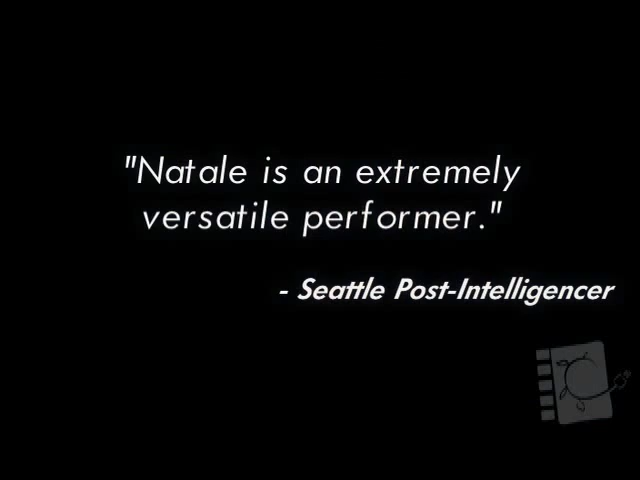 "Natale is an extremely
versatile performer."
- Seattle Post-Intelligencer